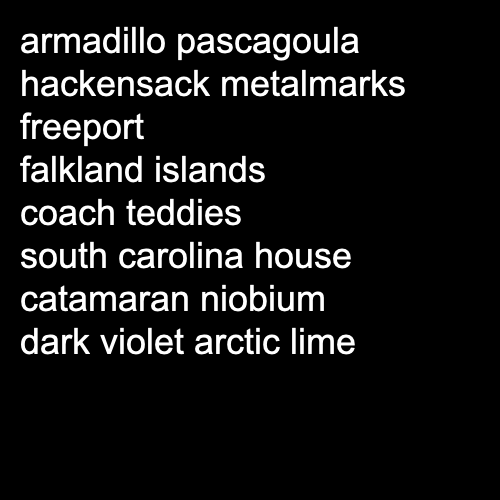 armadillo pascagoula
hackensack metalmarks
freeport
falkland islands
coach teddies
south carolina house
catamaran niobium
dark violet arctic lime